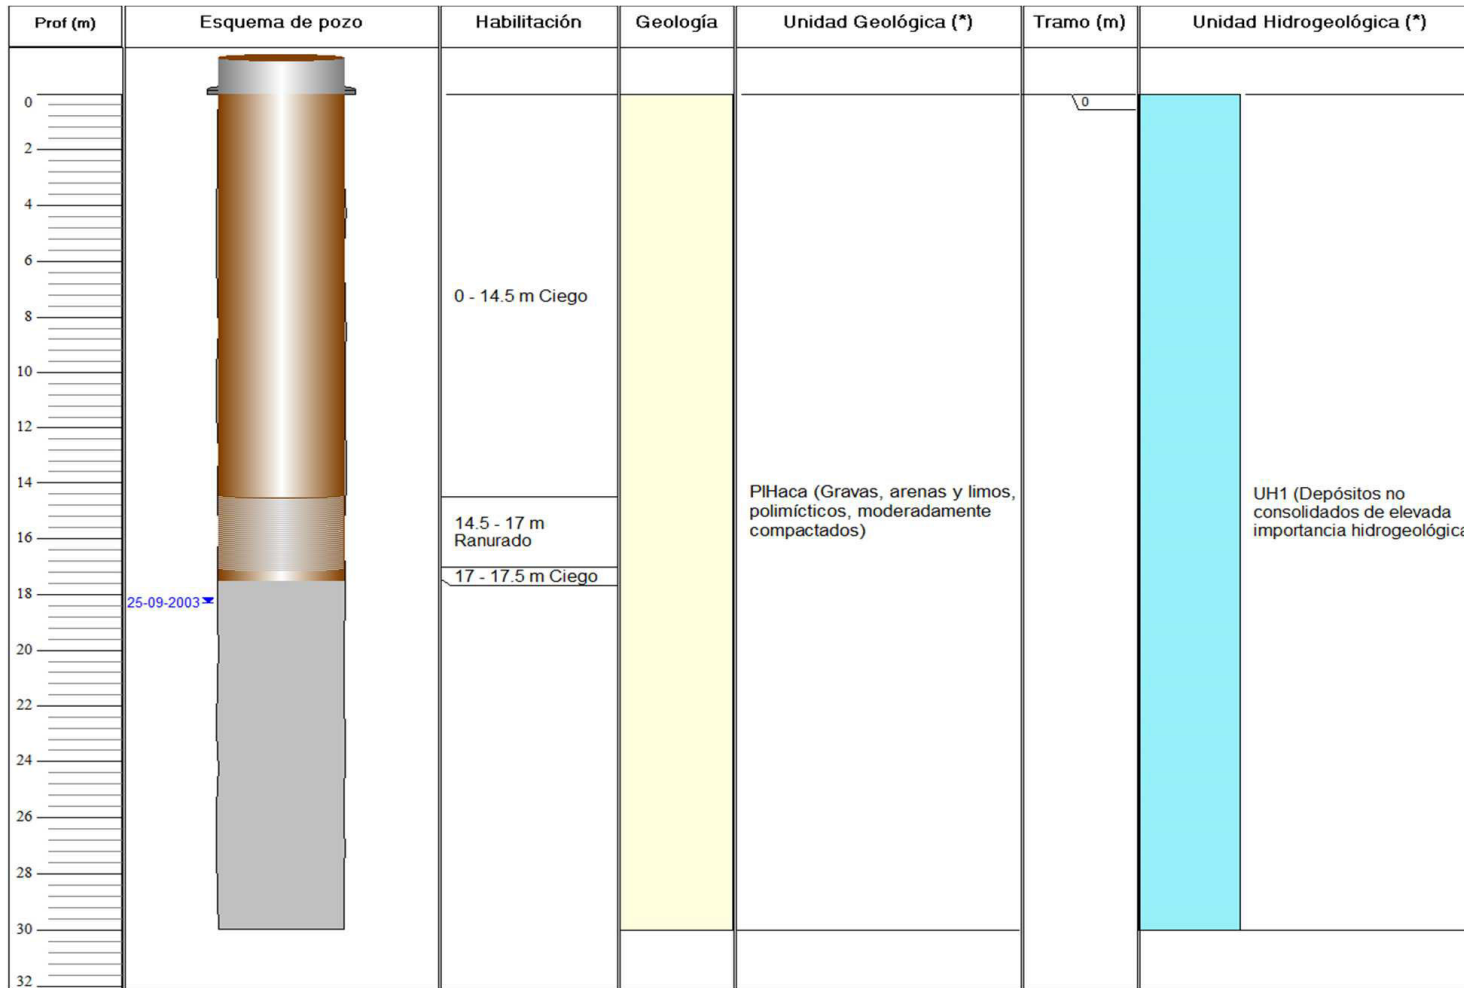 Prof (m)
Esquema de pozo
Habilitación
Geología
Unidad Geológica (*)
Tramo (m)
Unidad Hidrogeológica (*)
0
2
4
6
8
10
12
14
16
18
20
22
24
26
28
30
32
25-09-2003
0 - 14.5 m Ciego
14.5 - 17 m
Ranurado
17 - 17.5 m Ciego
PlHaca (Gravas, arenas y limos,
polimícticos, moderadamente
compactados)
0
UH1 (Depósitos no
consolidados de elevada
importancia hidrogeológica